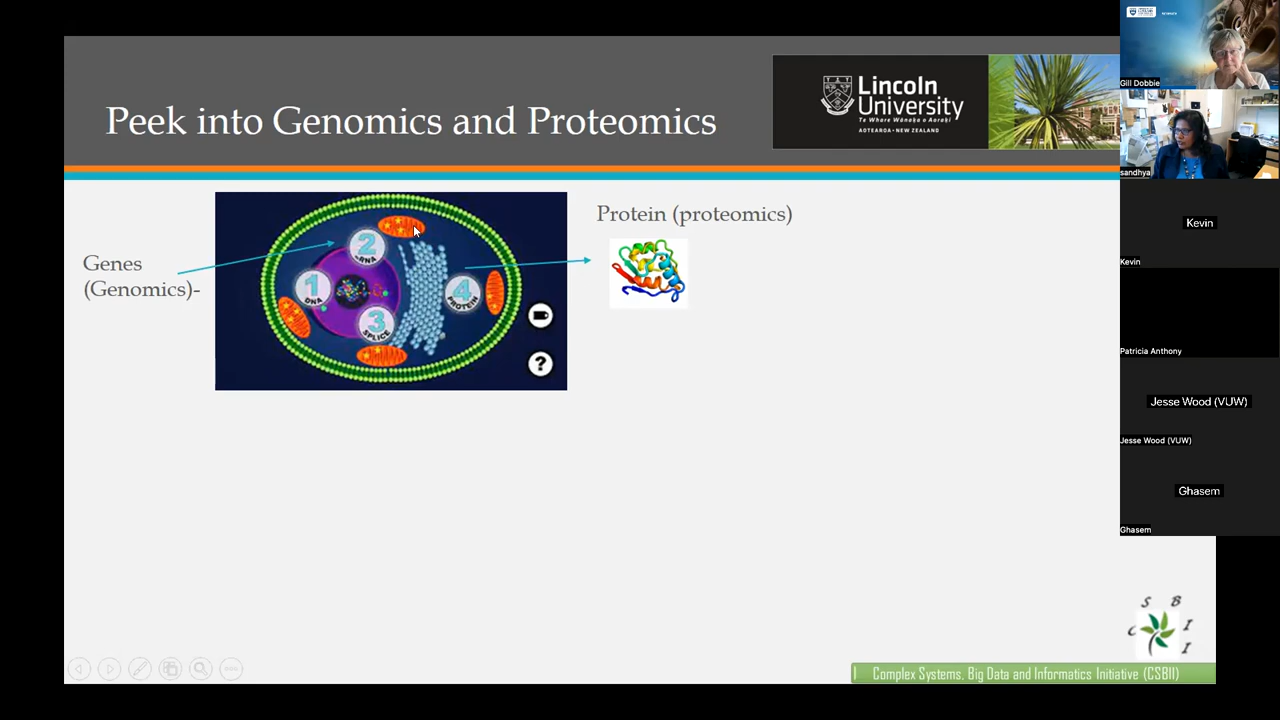 Peek into Genomics and Proteomics
Lincoln
University
Te Whare Wānaka o Aoraki
AOTEAROA • NEW ZEALAND
Genes
(Genomics)-
1
DNA
2
3
SPLICE
4
PROTEIN
?
Protein (proteomics)
C S B I I
Complex Systems, Big Data and Informatics Initiative (CSBII)
Gill Dobbie
sandhya
Kevin
Kevin
Patricia Anthony
Jesse Wood (VUW)
Jesse Wood (VUW)
Ghasem
Ghasem